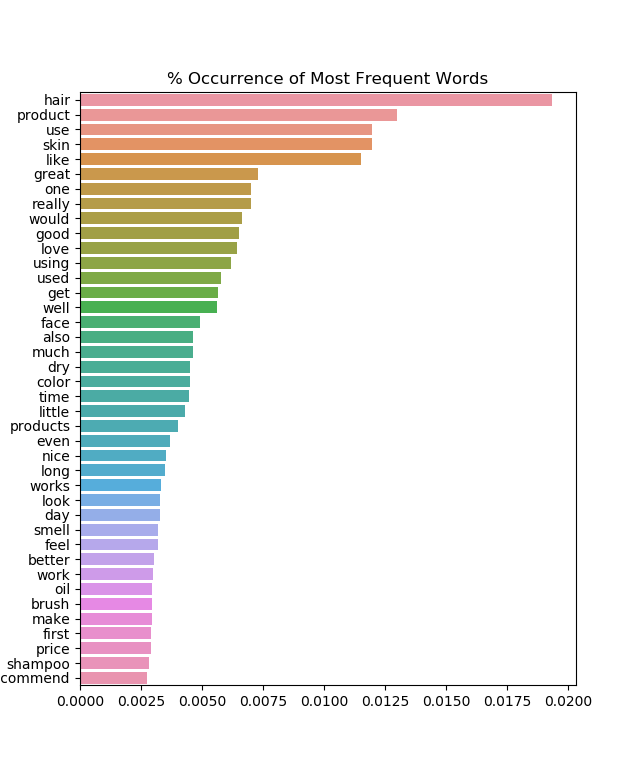 % Occurrence of Most Frequent Words
hair
product
use
skin
like
great
one
really
would
good
love
using
used
get
well
face
also
much
dry
color
time
little
products
even
nice
long
works
look
day
smell
feel
better
work
oil
brush
make
first
price
shampoo
commend
0.0000 0.0025 0.0050 0.0075 0.0100 0.0125 0.0150 0.0175 0.0200